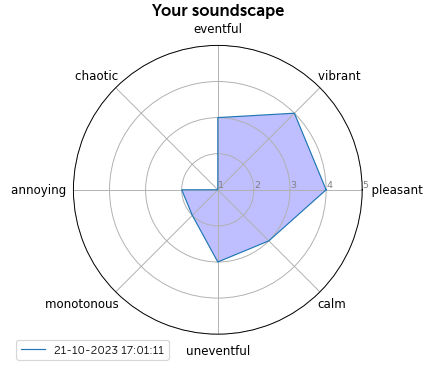 Your soundscape
eventful
chaotic
vibrant
annoying
1 2 3 4 5
pleasant
monotonous
calm
uneventful
21-10-2023 17:01:11